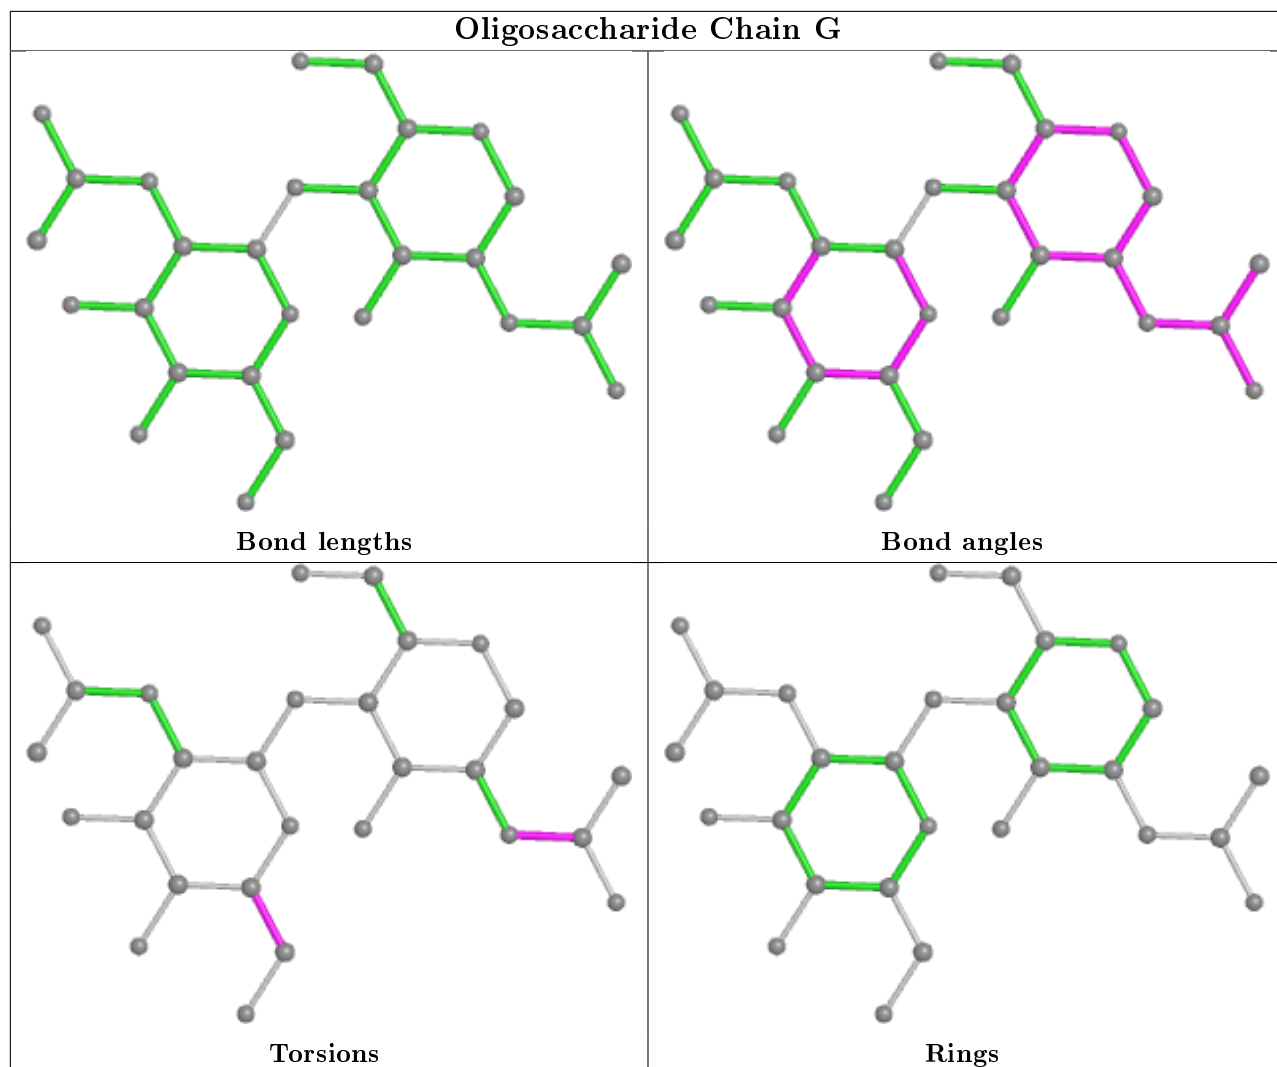 Oligosaccharide Chain G
Bond lengths
Bond angles
Torsions
Rings